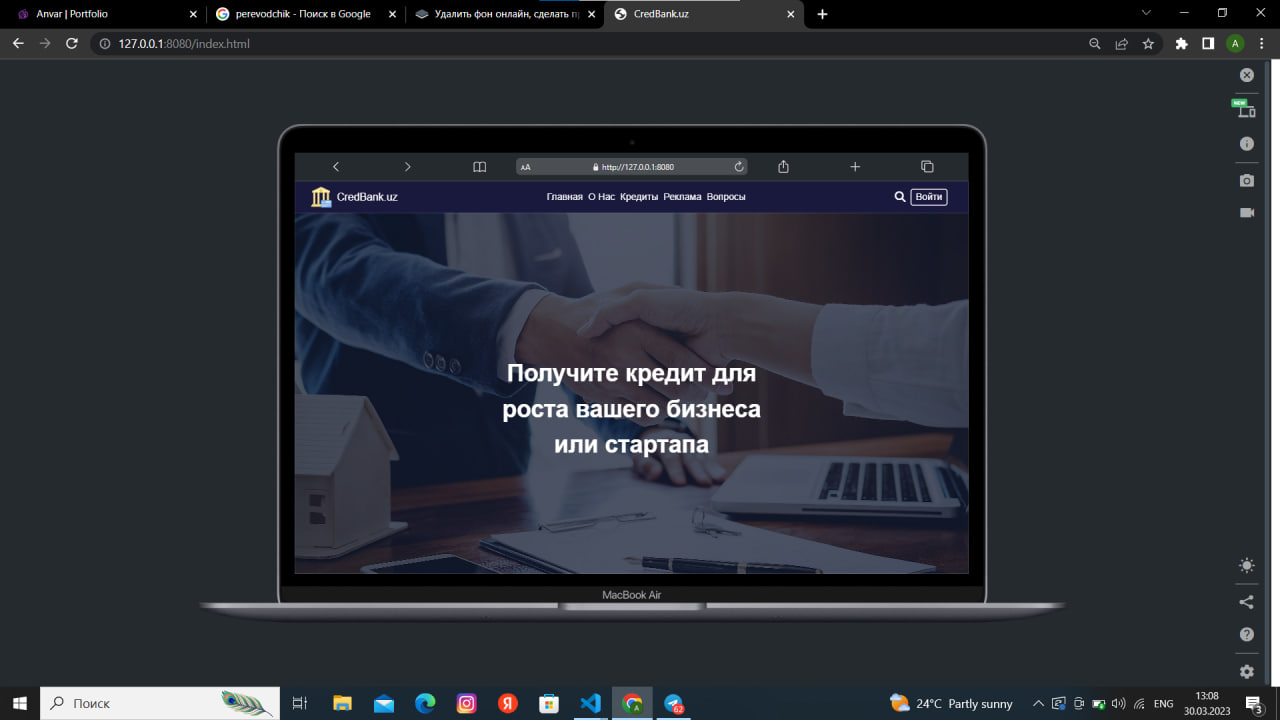 Anvar | Portfolio
perevodchik - Поиск в Google
Удалить фон онлайн, сделать п
CredBank.uz
127.0.0.1:8080/index.html
A
NEW
AA
http://127.0.0.1:8080
CredBank.uz
Главная О Нас Кредиты Реклама Вопросы
Войти
Получите кредит для
роста вашего бизнеса
или стартапа
MacBook Air
Поиск
Я
A
62
24°C Partly sunny
ENG
13:08
30.03.2023
3